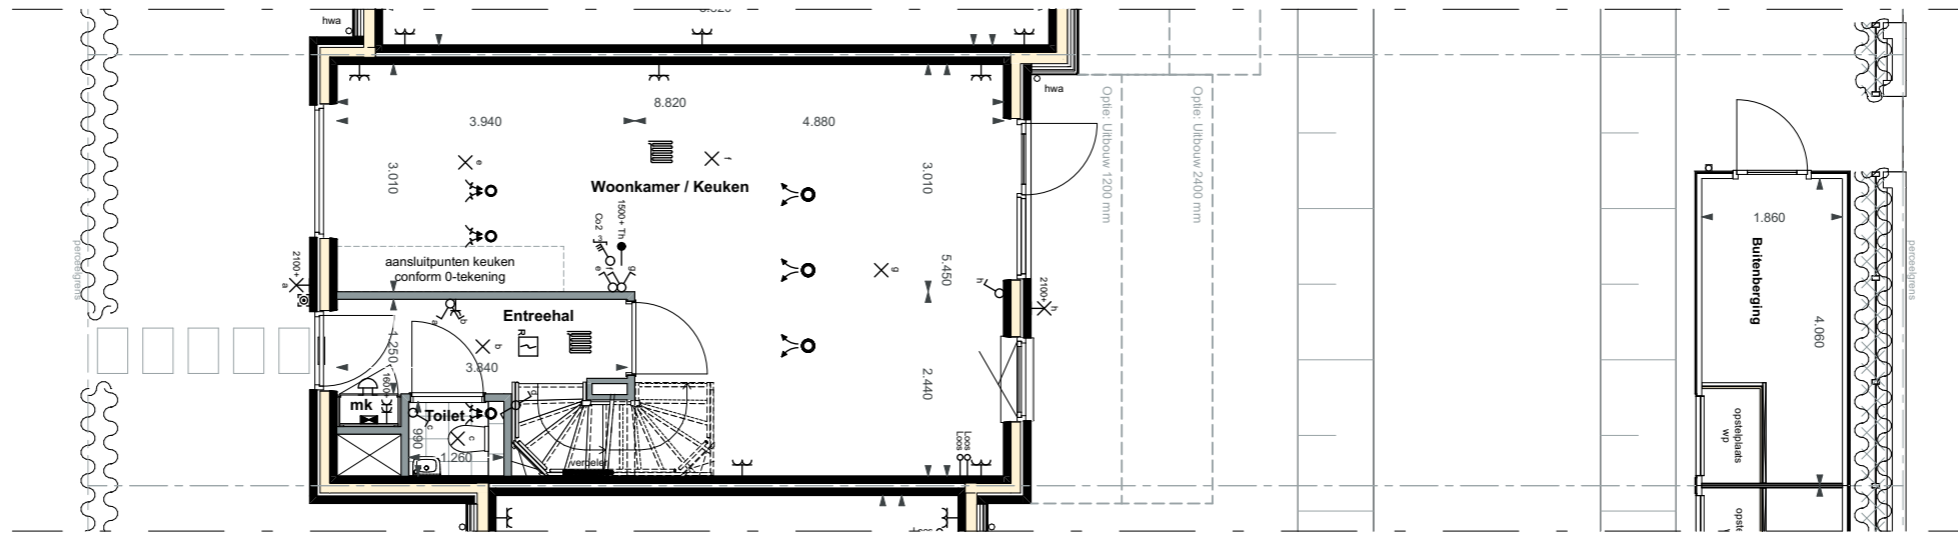 hwa
hwa
8.820
3.940
4.880
3.010
3.010
Woonkamer / Keuken
e
f
1500+ Th
Co2
aansluitpunten keuken
conform 0-tekening
e
f
g
g
5.450
h
2100+
h
2100+
a
Entreehal
a
b
b
R
1.250
3.840
2.440
1600+
mk
Toilet
c
c
d
990
1.260
verdeler
Loos
Loos
Optie: Uitbouw 1200 mm
Optie: Uitbouw 2400 mm
perceelgrens
perceelgrens
1.860
Buitenberging
4.060
opstelplaats
wp